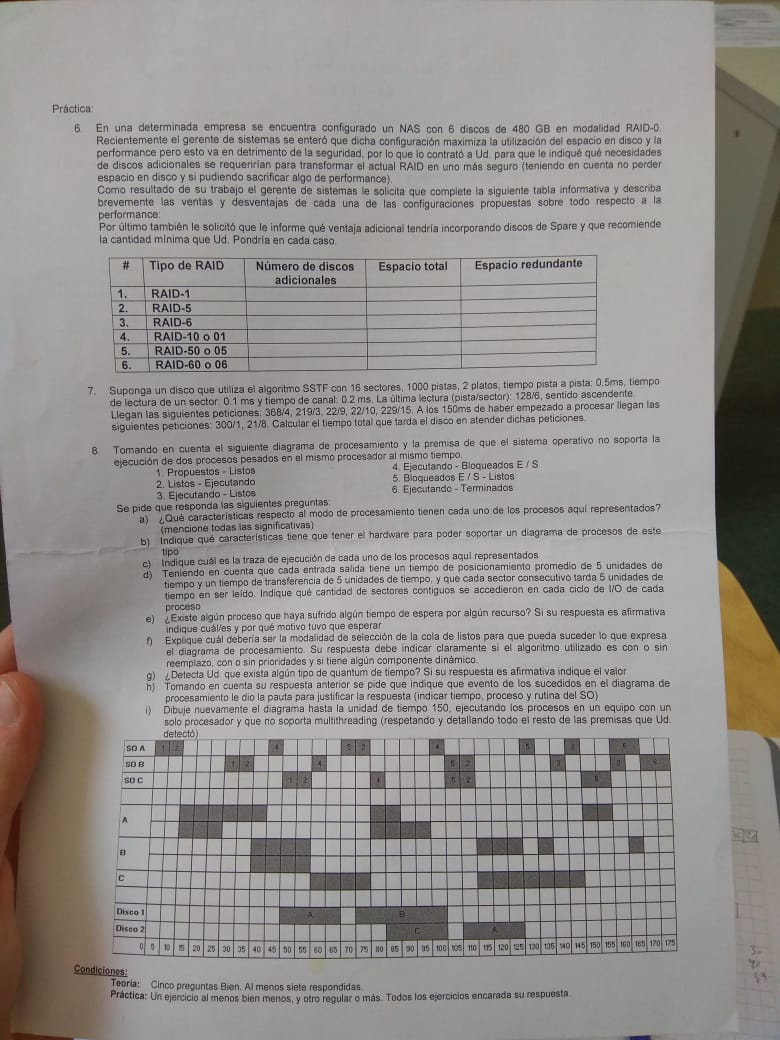 Práctica:
6. En una determinada empresa se encuentra configurado un NAS con 6 discos de 480 GB en modalidad RAID-0.
Recientemente el gerente de sistemas se enteró que dicha configuración maximiza la utilización del espacio en disco y la
performance pero esto va en detrimento de la seguridad, por lo que lo contrató a Ud. para que le indiqué qué necesidades
de discos adicionales se requerirían para transformar el actual RAID en uno más seguro (teniendo en cuenta no perder
espacio en disco y si pudiendo sacrificar algo de performance).
Como resultado de su trabajo el gerente de sistemas le solicita que complete la siguiente tabla informativa y describa
brevemente las ventas y desventajas de cada una de las configuraciones propuestas sobre todo respecto a la
performance:
Por último también le solicitó que le informe qué ventaja adicional tendría incorporando discos de Spare y que recomiende
la cantidad mínima que Ud. Pondría en cada caso.
# Tipo de RAID Número de discos adicionales Espacio total Espacio redundante
1. RAID-1
2. RAID-5
3. RAID-6
4. RAID-10 o 01
5. RAID-50 o 05
6. RAID-60 o 06
7. Suponga un disco que utiliza el algoritmo SSTF con 16 sectores, 1000 pistas, 2 platos, tiempo pista a pista: 0.5ms, tiempo
de lectura de un sector: 0.1 ms y tiempo de canal: 0.2 ms. La última lectura (pista/sector): 128/6, sentido ascendente.
Llegan las siguientes peticiones: 368/4, 219/3, 22/9, 22/10, 229/15. A los 150ms de haber empezado a procesar llegan las
siguientes peticiones: 300/1, 21/8. Calcular el tiempo total que tarda el disco en atender dichas peticiones.
8. Tomando en cuenta el siguiente diagrama de procesamiento y la premisa de que el sistema operativo no soporta la
ejecución de dos procesos pesados en el mismo procesador al mismo tiempo.
1. Propuestos - Listos 4. Ejecutando - Bloqueados E / S
2. Listos - Ejecutando 5. Bloqueados E / S - Listos
3. Ejecutando - Listos 6. Ejecutando - Terminados
Se pide que responda las siguientes preguntas:
a) ¿Qué características respecto al modo de procesamiento tienen cada uno de los procesos aquí representados?
(mencione todas las significativas)
b) Indique qué características tiene que tener el hardware para poder soportar un diagrama de procesos de este
tipo
c) Indique cuál es la traza de ejecución de cada uno de los procesos aquí representados
d) Teniendo en cuenta que cada entrada salida tiene un tiempo de posicionamiento promedio de 5 unidades de
tiempo y un tiempo de transferencia de 5 unidades de tiempo, y que cada sector consecutivo tarda 5 unidades de
tiempo en ser leído. Indique qué cantidad de sectores contiguos se accedieron en cada ciclo de I/O de cada
proceso
e) ¿Existe algún proceso que haya sufrido algún tiempo de espera por algún recurso? Si su respuesta es afirmativa
indique cuál/es y por qué motivo tuvo que esperar
f) Explique cuál debería ser la modalidad de selección de la cola de listos para que pueda suceder lo que expresa
el diagrama de procesamiento. Su respuesta debe indicar claramente si el algoritmo utilizado es con o sin
reemplazo, con o sin prioridades y si tiene algún componente dinámico.
g) ¿Detecta Ud. que exista algún tipo de quantum de tiempo? Si su respuesta es afirmativa indique el valor
h) Tomando en cuenta su respuesta anterior se pide que indique que evento de los sucedidos en el diagrama de
procesamiento le dio la pauta para justificar la respuesta (indicar tiempo, proceso y rutina del SO)
i) Dibuje nuevamente el diagrama hasta la unidad de tiempo 150, ejecutando los procesos en un equipo con un
solo procesador y que no soporta multithreading (respetando y detallando todo el resto de las premisas que Ud.
detectó)
SO A 1 2 4 5 2 4 5 2 6
SO B 1 2 4 5 2 3 2 6
SO C 1 2 4 5 2 6
A
B
C
Disco 1 A B
Disco 2 C A
0 5 10 15 20 25 30 35 40 45 50 55 60 65 70 75 80 85 90 95 100 105 110 115 120 125 130 135 140 145 150 155 160 165 170 175
Condiciones:
Teoría: Cinco preguntas Bien. Al menos siete respondidas.
Práctica: Un ejercicio al menos bien menos, y otro regular o más. Todos los ejercicios encarada su respuesta.